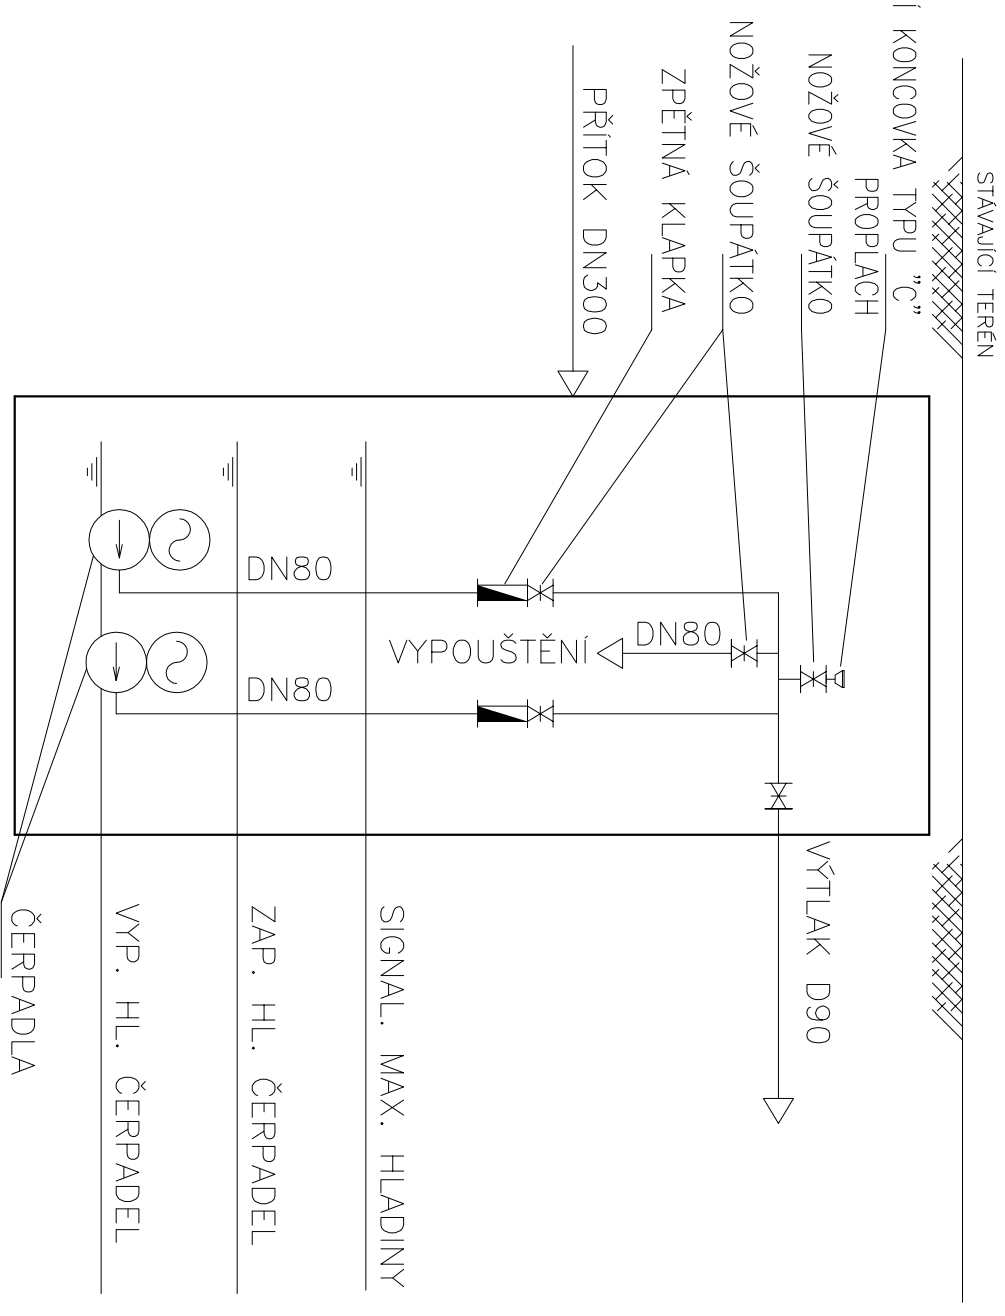 STÁVAJÍCÍ TERÉN
Í KONCOVKA TYPU "C"
PROPLACH
NOŽOVÉ ŠOUPÁTKO
NOŽOVÉ ŠOUPÁTKO
ZPĚTNÁ KLAPKA
PŘÍTOK DN300
VÝTLAK D90
DN80
VYPOUŠTĚNÍ
DN80
DN80
SIGNAL. MAX. HLADINY
ZAP. HL. ČERPADEL
VYP. HL. ČERPADEL
ČERPADLA